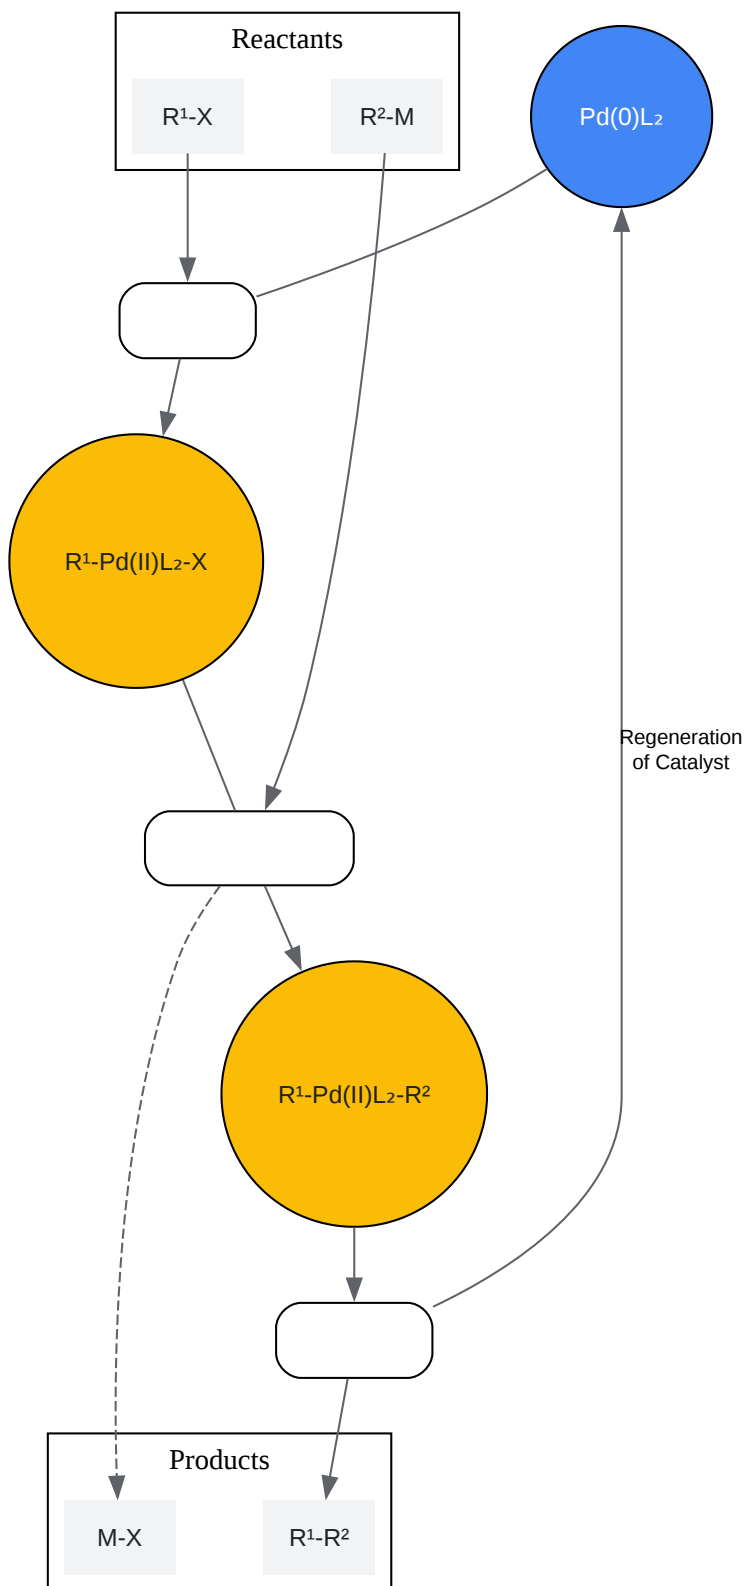 Reactants
R¹-X
R²-M
Pd(0)L₂
R¹-Pd(II)L₂-X
Regeneration
of Catalyst
R¹-Pd(II)L₂-R²
Products
M-X
R¹-R²